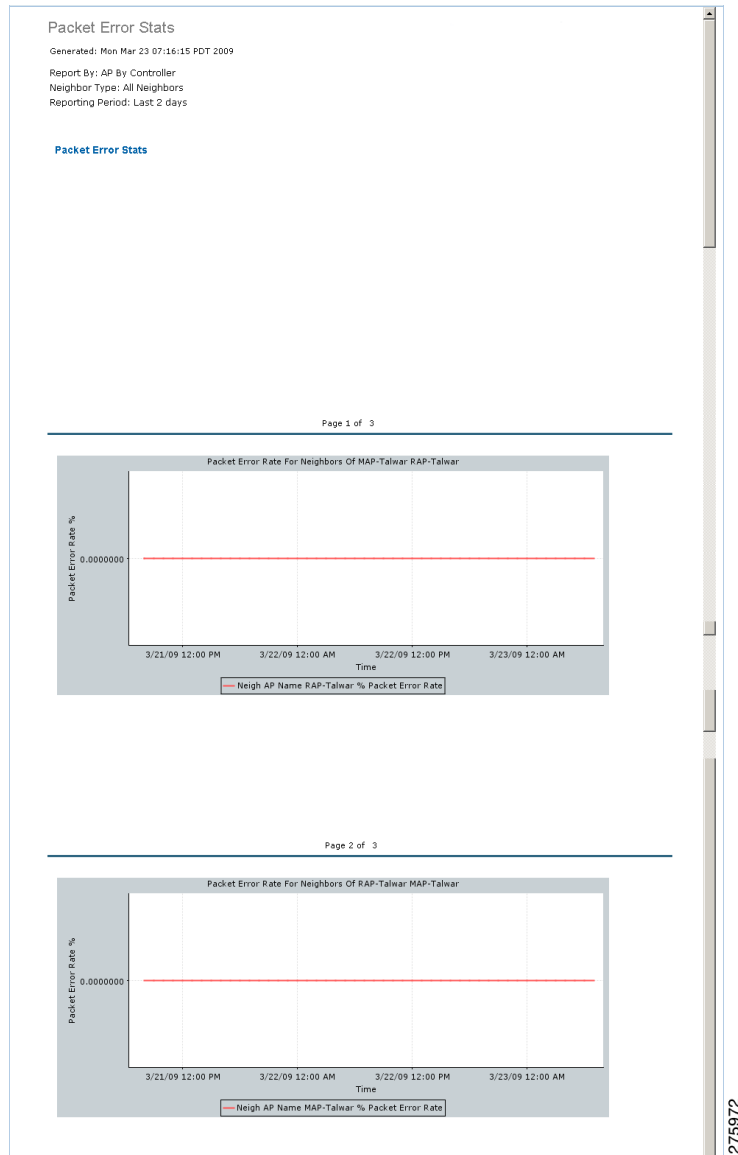 Packet Error Stats
Generated: Mon Mar 23 07:16:15 PDT 2009
Report By: AP By Controller
Neighbor Type: All Neighbors
Reporting Period: Last 2 days
Packet Error Stats
Page 1 of 3
Packet Error Rate For Neighbors Of MAP-Talwar RAP-Talwar
Packet Error Rate %
0.0000000
3/21/09 12:00 PM 3/22/09 12:00 AM 3/22/09 12:00 PM 3/23/09 12:00 AM
Time
Neigh AP Name RAP-Talwar % Packet Error Rate
Page 2 of 3
Packet Error Rate For Neighbors Of RAP-Talwar MAP-Talwar
Packet Error Rate %
0.0000000
3/21/09 12:00 PM 3/22/09 12:00 AM 3/22/09 12:00 PM 3/23/09 12:00 AM
Time
Neigh AP Name MAP-Talwar % Packet Error Rate
275972